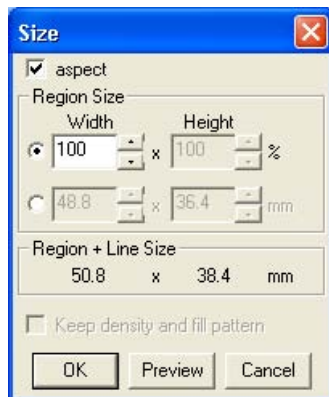 Size
aspect
Region Size
Width Height
100 x 100 %
48.8 x 36.4 mm
Region + Line Size
50.8 x 38.4 mm
Keep density and fill pattern
OK Preview Cancel